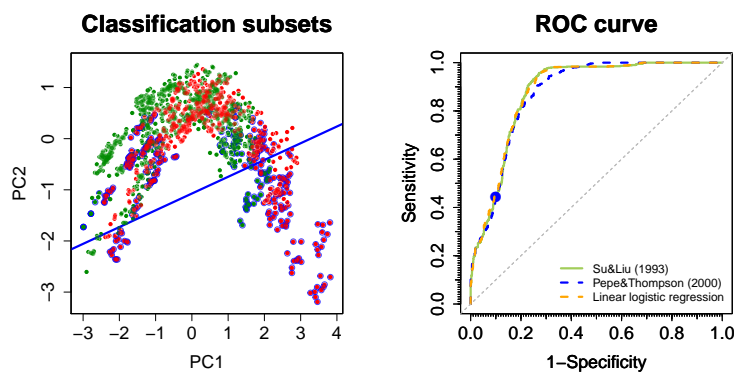 Classification subsets
ROC curve
PC2
1
0
−1
−2
−3
−3 −2 −1 0 1 2 3 4
PC1
Sensitivity
1.0
0.8
0.6
0.4
0.2
0.0
Su&Liu (1993)
Pepe&Thompson (2000)
Linear logistic regression
0.0 0.2 0.4 0.6 0.8 1.0
1−Specificity